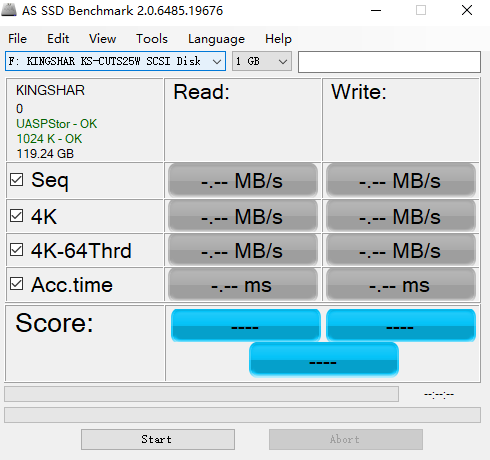 AS SSD Benchmark 2.0.6485.19676
File Edit View Tools Language Help
F: KINGSHAR KS-CUTS25W SCSI Disk 1 GB
KINGSHAR
0
UASPStor - OK
1024 K - OK
119.24 GB
Read: Write:
Seq -.-- MB/s -.-- MB/s
4K -.-- MB/s -.-- MB/s
4K-64Thrd -.-- MB/s -.-- MB/s
Acc.time -.-- ms -.-- ms
Score: ---- ----
----
--:--:--
Start Abort